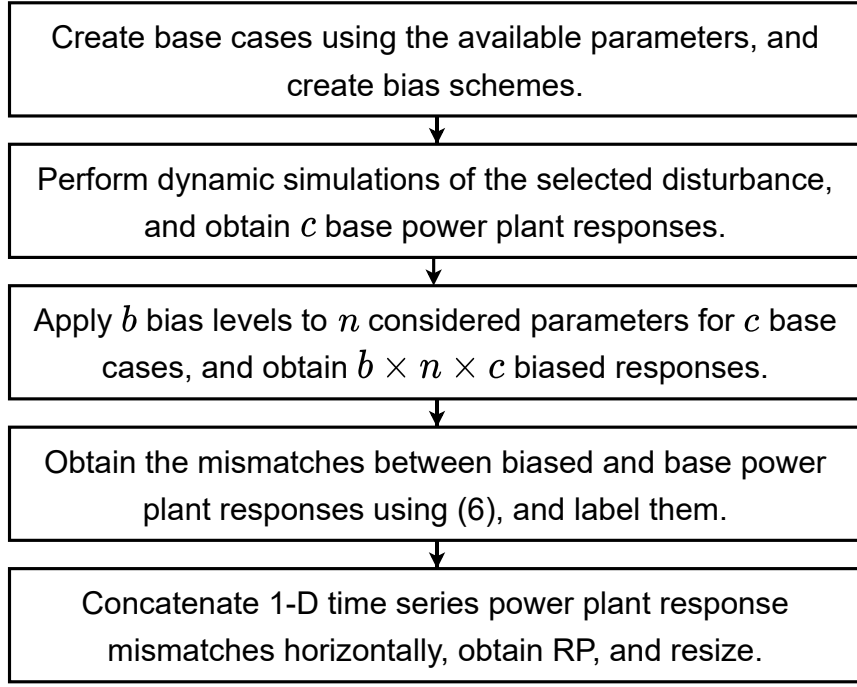 Create base cases using the available parameters, and
create bias schemes.
Perform dynamic simulations of the selected disturbance,
and obtain c base power plant responses.
Apply b bias levels to n considered parameters for c base
cases, and obtain b × n × c biased responses.
Obtain the mismatches between biased and base power
plant responses using (6), and label them.
Concatenate 1-D time series power plant response
mismatches horizontally, obtain RP, and resize.